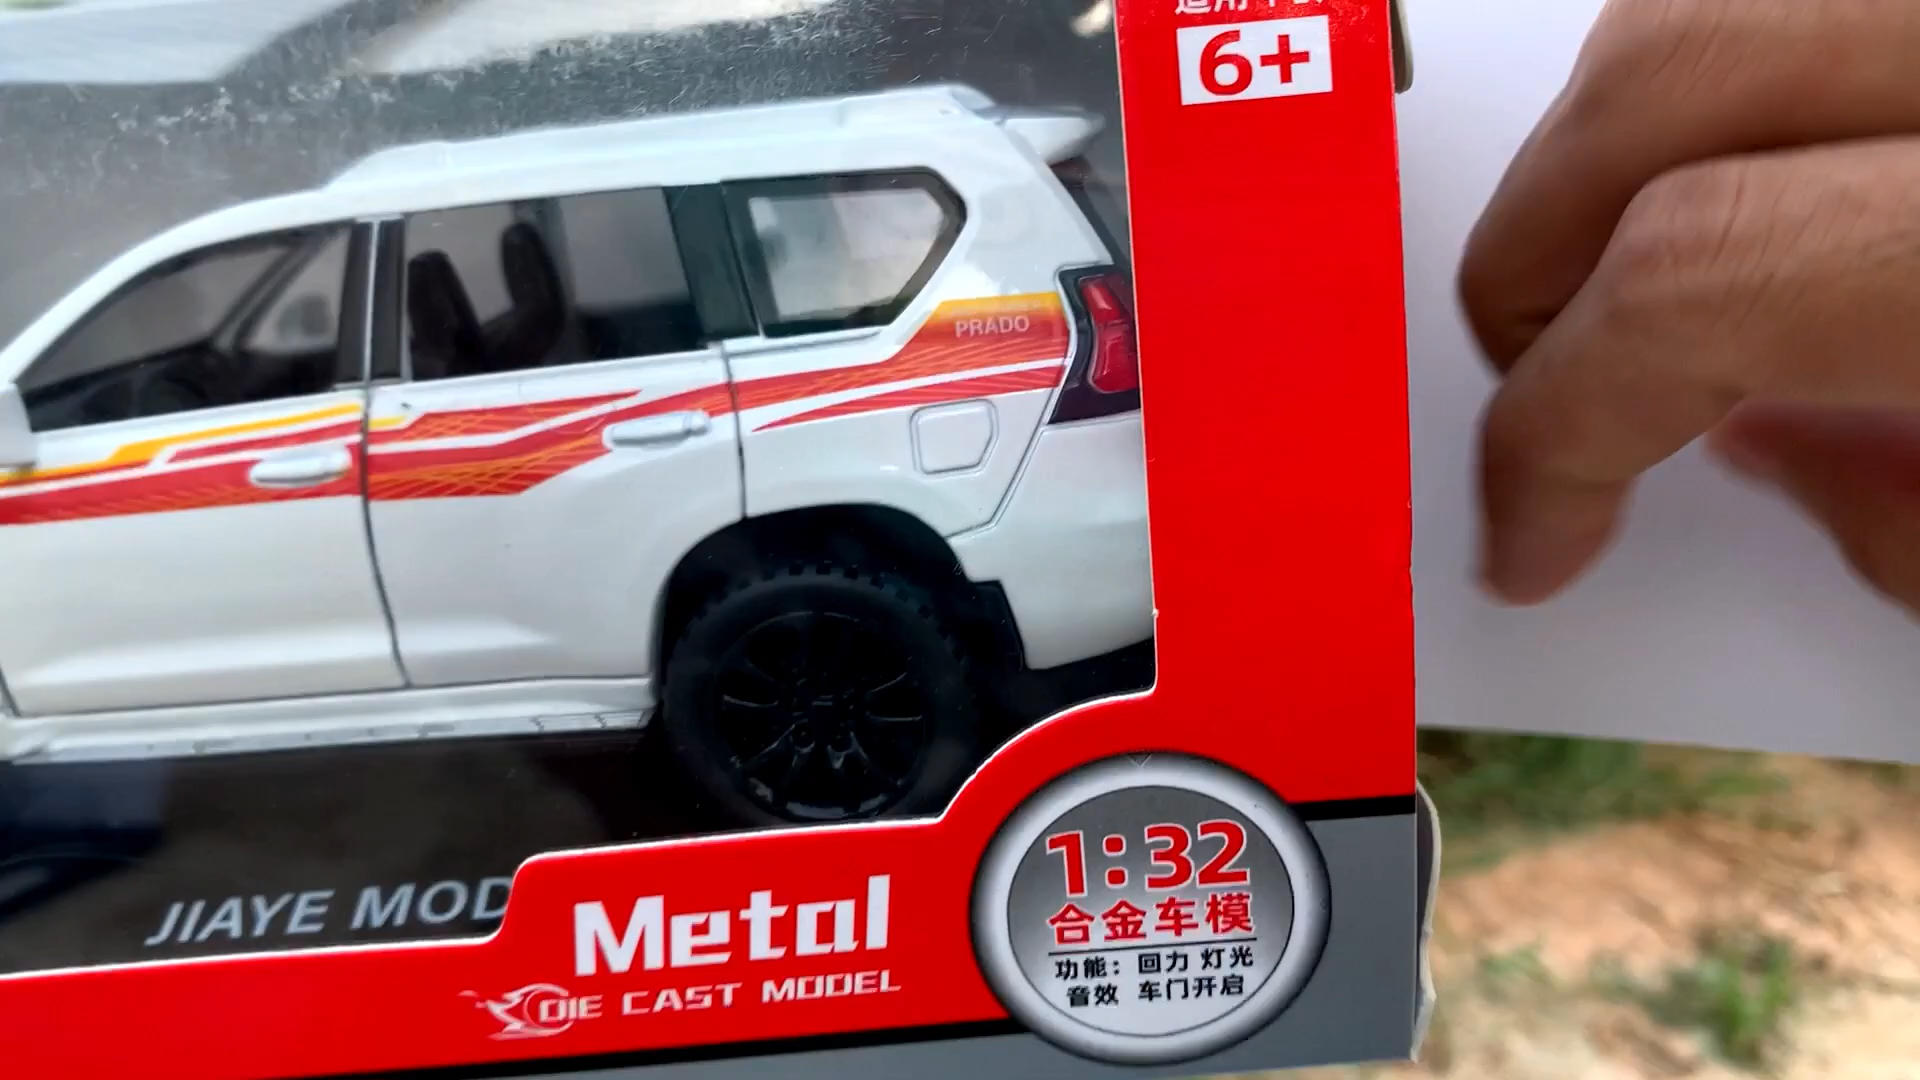 6+
PRADO
JIAYE MOD
Metal
DIE CAST MODEL
1:32
合金车模
功能: 回力 灯光
音效 车门开启